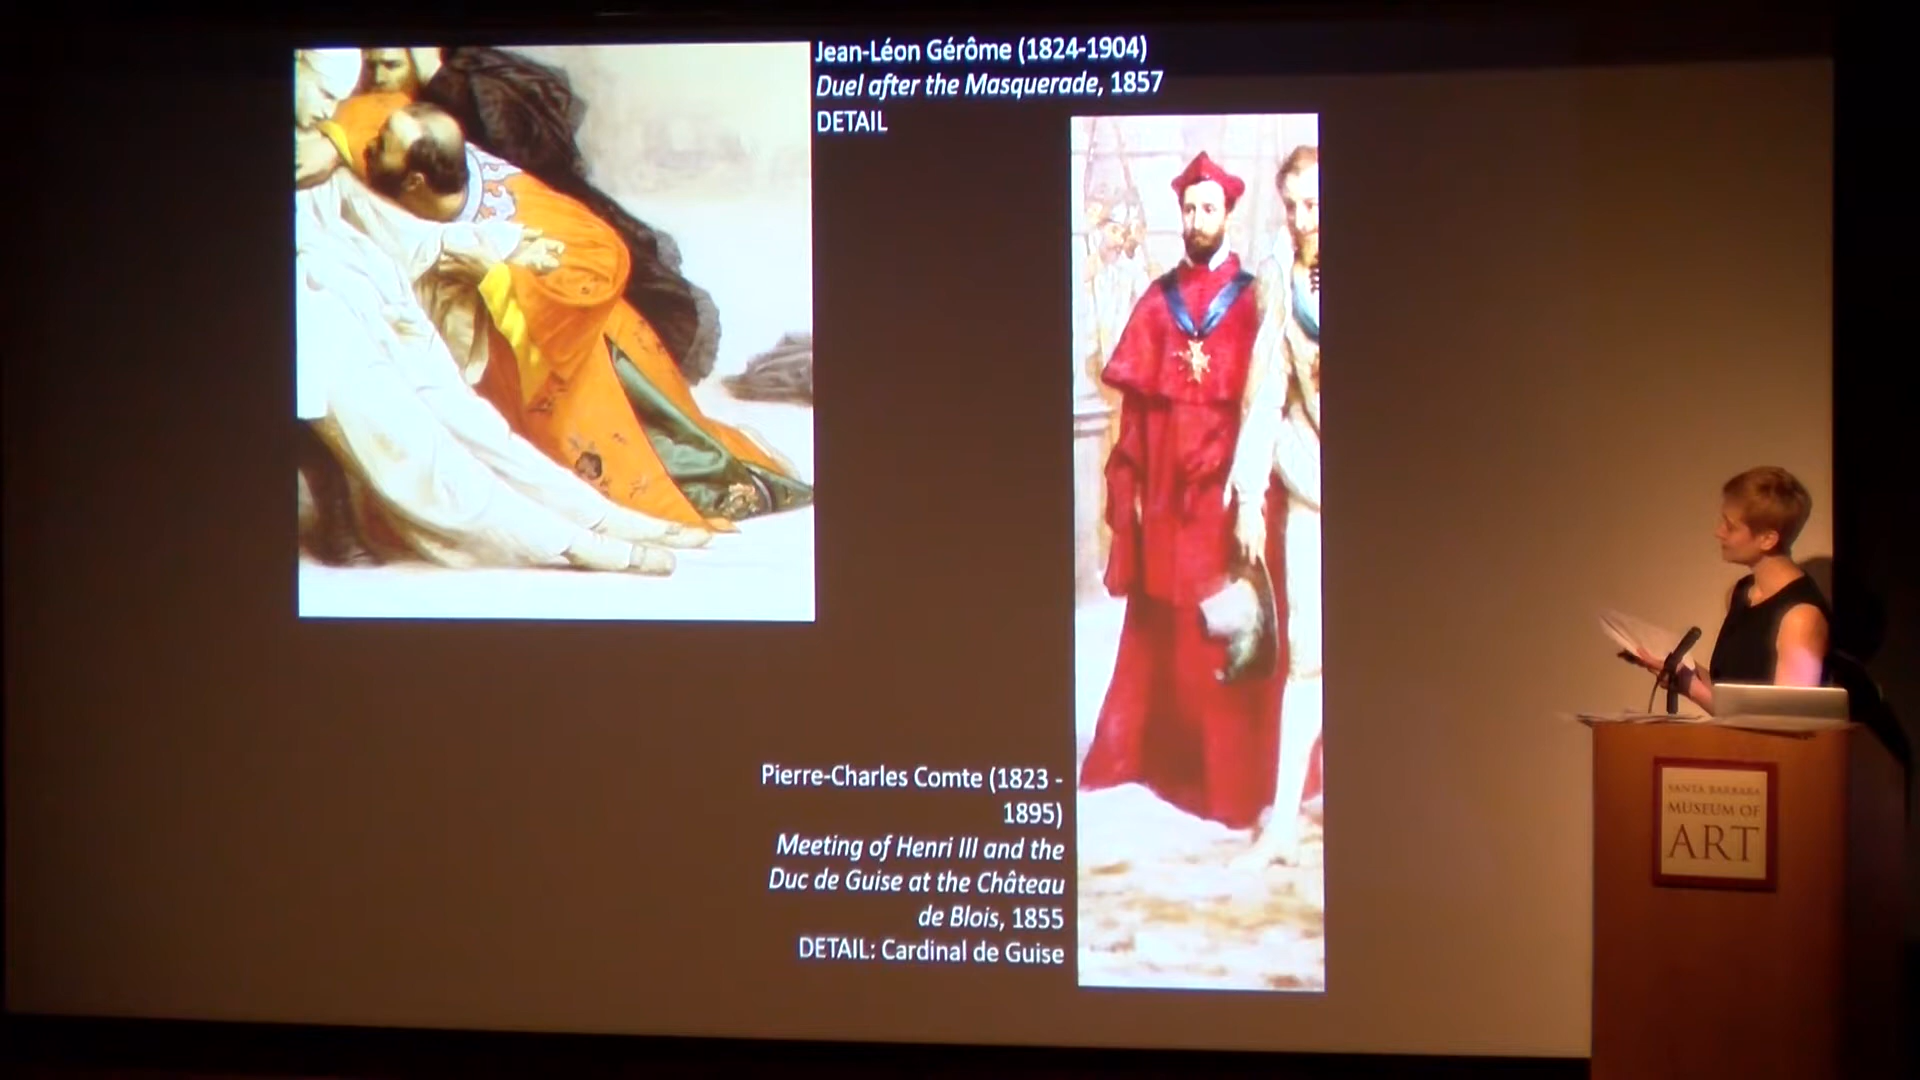 Jean-Léon Gérôme (1824-1904)
Duel after the Masquerade, 1857
DETAIL
Pierre-Charles Comte (1823 -
1895)
Meeting of Henri III and the
Duc de Guise at the Château
de Blois, 1855
DETAIL: Cardinal de Guise
SANTA BARBARA
MUSEUM OF
ART